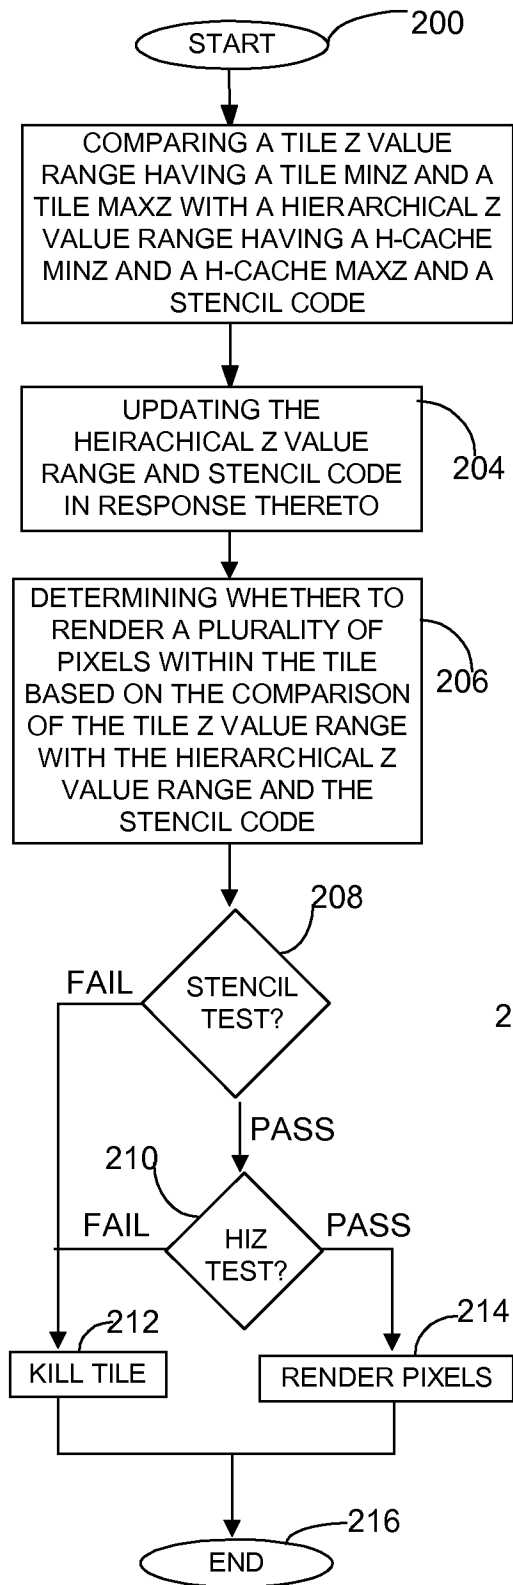 200
START
COMPARING A TILE Z VALUE
RANGE HAVING A TILE MINZ AND A
TILE MAXZ WITH A HIERARCHICAL Z
VALUE RANGE HAVING A H-CACHE
MINZ AND A H-CACHE MAXZ AND A
STENCIL CODE
UPDATING THE
HEIRACHICAL Z VALUE
RANGE AND STENCIL CODE
IN RESPONSE THERETO
204
DETERMINING WHETHER TO
RENDER A PLURALITY OF
PIXELS WITHIN THE TILE
BASED ON THE COMPARISON
OF THE TILE Z VALUE RANGE
WITH THE HIERARCHICAL Z
VALUE RANGE AND THE
STENCIL CODE
206
208
FAIL
STENCIL
TEST?
2
PASS
210
FAIL
HIZ
TEST?
PASS
212
KILL TILE
214
RENDER PIXELS
216
END